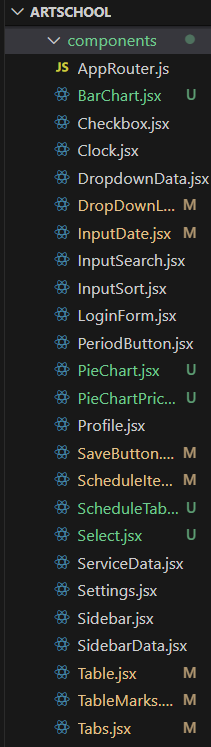 ARTSCHOOL
components
JS AppRouter.js
BarChart.jsx U
Checkbox.jsx
Clock.jsx
DropdownData.jsx
DropDownL... M
InputDate.jsx M
InputSearch.jsx
InputSort.jsx
LoginForm.jsx
PeriodButton.jsx
PieChart.jsx U
PieChartPric... U
Profile.jsx
SaveButton.... M
ScheduleIte... M
ScheduleTab... U
Select.jsx U
ServiceData.jsx
Settings.jsx
Sidebar.jsx
SidebarData.jsx
Table.jsx M
TableMarks.... M
Tabs.jsx M